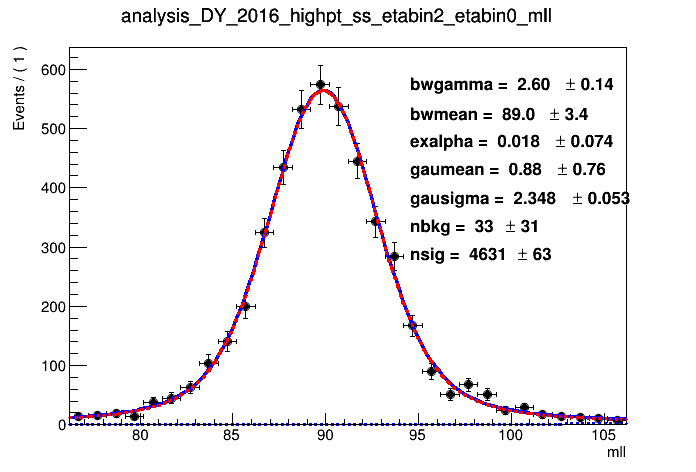 analysis_DY_2016_highpt_ss_etabin2_etabin0_mll
Events / ( 1 )
600
500
400
300
200
100
0
bwgamma = 2.60 ± 0.14
bwmean = 89.0 ± 3.4
exalpha = 0.018 ± 0.074
gaumean = 0.88 ± 0.76
gausigma = 2.348 ± 0.053
nbkg = 33 ± 31
nsig = 4631 ± 63
80 85 90 95 100 105
mll